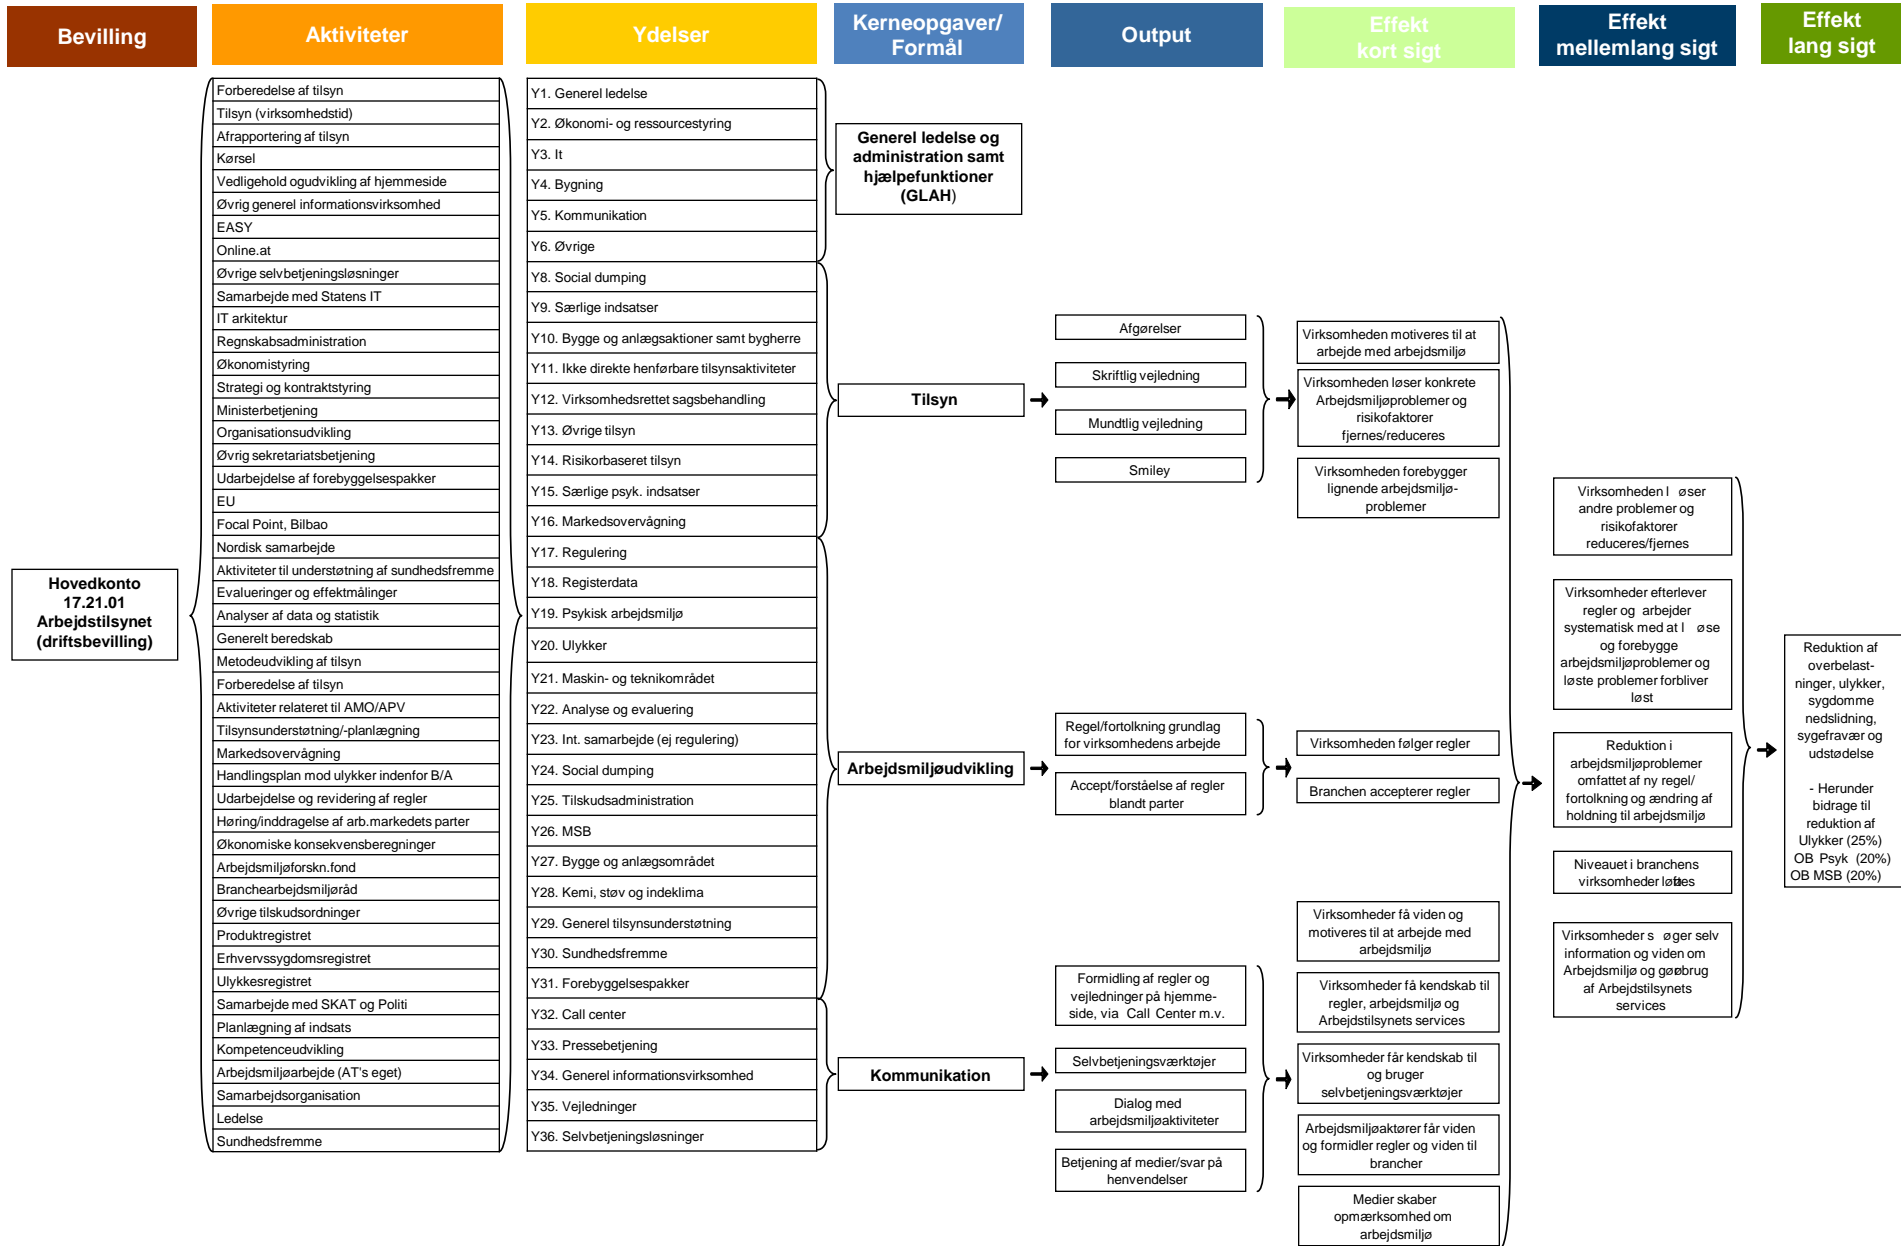 Bevilling
Aktiviteter
Ydelser
Kerneopgaver/
Formål
Output
Effekt
kort sigt
Effekt
mellemlang sigt
Effekt
lang sigt
Hovedkonto
17.21.01
Arbejdstilsynet
(driftsbevilling)
Forberedelse af tilsyn
Tilsyn (virksomhedstid)
Afrapportering af tilsyn
Kørsel
Vedligehold ogudvikling af hjemmeside
Øvrig generel informationsvirksomhed
EASY
Online.at
Øvrige selvbetjeningsløsninger
Samarbejde med Statens IT
IT arkitektur
Regnskabsadministration
Økonomistyring
Strategi og kontraktstyring
Ministerbetjening
Organisationsudvikling
Øvrig sekretariatsbetjening
Udarbejdelse af forebyggelsespakker
EU
Focal Point, Bilbao
Nordisk samarbejde
Aktiviteter til understøtning af sundhedsfremme
Evalueringer og effektmålinger
Analyser af data og statistik
Generelt beredskab
Metodeudvikling af tilsyn
Forberedelse af tilsyn
Aktiviteter relateret til AMO/APV
Tilsynsunderstøtning/-planlægning
Markedsovervågning
Handlingsplan mod ulykker indenfor B/A
Udarbejdelse og revidering af regler
Høring/inddragelse af arb.markedets parter
Økonomiske konsekvensberegninger
Arbejdsmiljøforskn.fond
Branchearbejdsmiljøråd
Øvrige tilskudsordninger
Produktregistret
Erhvervssygdomsregistret
Ulykkesregistret
Samarbejde med SKAT og Politi
Planlægning af indsats
Kompetenceudvikling
Arbejdsmiljøarbejde (AT's eget)
Samarbejdsorganisation
Ledelse
Sundhedsfremme
Y1. Generel ledelse
Y2. Økonomi- og ressourcestyring
Y3. It
Y4. Bygning
Y5. Kommunikation
Y6. Øvrige
Y8. Social dumping
Y9. Særlige indsatser
Y10. Bygge og anlægsaktioner samt bygherre
Y11. Ikke direkte henførbare tilsynsaktiviteter
Y12. Virksomhedsrettet sagsbehandling
Y13. Øvrige tilsyn
Y14. Risikorbaseret tilsyn
Y15. Særlige psyk. indsatser
Y16. Markedsovervågning
Y17. Regulering
Y18. Registerdata
Y19. Psykisk arbejdsmiljø
Y20. Ulykker
Y21. Maskin- og teknikområdet
Y22. Analyse og evaluering
Y23. Int. samarbejde (ej regulering)
Y24. Social dumping
Y25. Tilskudsadministration
Y26. MSB
Y27. Bygge og anlægsområdet
Y28. Kemi, støv og indeklima
Y29. Generel tilsynsunderstøtning
Y30. Sundhedsfremme
Y31. Forebyggelsespakker
Y32. Call center
Y33. Pressebetjening
Y34. Generel informationsvirksomhed
Y35. Vejledninger
Y36. Selvbetjeningsløsninger
Generel ledelse og
administration samt
hjælpefunktioner
(GLAH)
Tilsyn
Arbejdsmiljøudvikling
Kommunikation
Afgørelser
Skriftlig vejledning
Mundtlig vejledning
Smiley
Regel/fortolkning grundlag
for virksomhedens arbejde
Accept/forståelse af regler
blandt parter
Formidling af regler og
vejledninger på hjemme-
side, via Call Center m.v.
Selvbetjeningsværktøjer
Dialog med
arbejdsmiljøaktiviteter
Betjening af medier/svar på
henvendelser
Virksomheden motiveres til at
arbejde med arbejdsmiljø
Virksomheden løser konkrete
Arbejdsmiljøproblemer og
risikofaktorer
fjernes/reduceres
Virksomheden forebygger
lignende arbejdsmiljø-
problemer
Virksomheden følger regler
Branchen accepterer regler
Virksomheder få viden og
motiveres til at arbejde med
arbejdsmiljø
Virksomheder få kendskab til
regler, arbejdsmiljø og
Arbejdstilsynets services
Virksomheder får kendskab til
og bruger
selvbetjeningsværktøjer
Arbejdsmiljøaktører får viden
og formidler regler og viden til
brancher
Medier skaber
opmærksomhed om
arbejdsmiljø
Virksomheden l øser
andre problemer og
risikofaktorer
reduceres/fjernes
Virksomheder efterlever
regler og arbejder
systematisk med at l øse
og forebygge
arbejdsmiljøproblemer og
løste problemer forbliver
løst
Reduktion i
arbejdsmiljøproblemer
omfattet af ny regel/
fortolkning og ændring af
holdning til arbejdsmiljø
Niveauet i branchens
virksomheder løftes
Virksomheder s øger selv
information og viden om
Arbejdsmiljø og gør brug
af Arbejdstilsynets
services
Reduktion af
overbelast-
ninger, ulykker,
sygdomme
nedslidning,
sygefravær og
udstødelse
- Herunder
bidrage til
reduktion af
Ulykker (25%)
OB Psyk (20%)
OB MSB (20%)